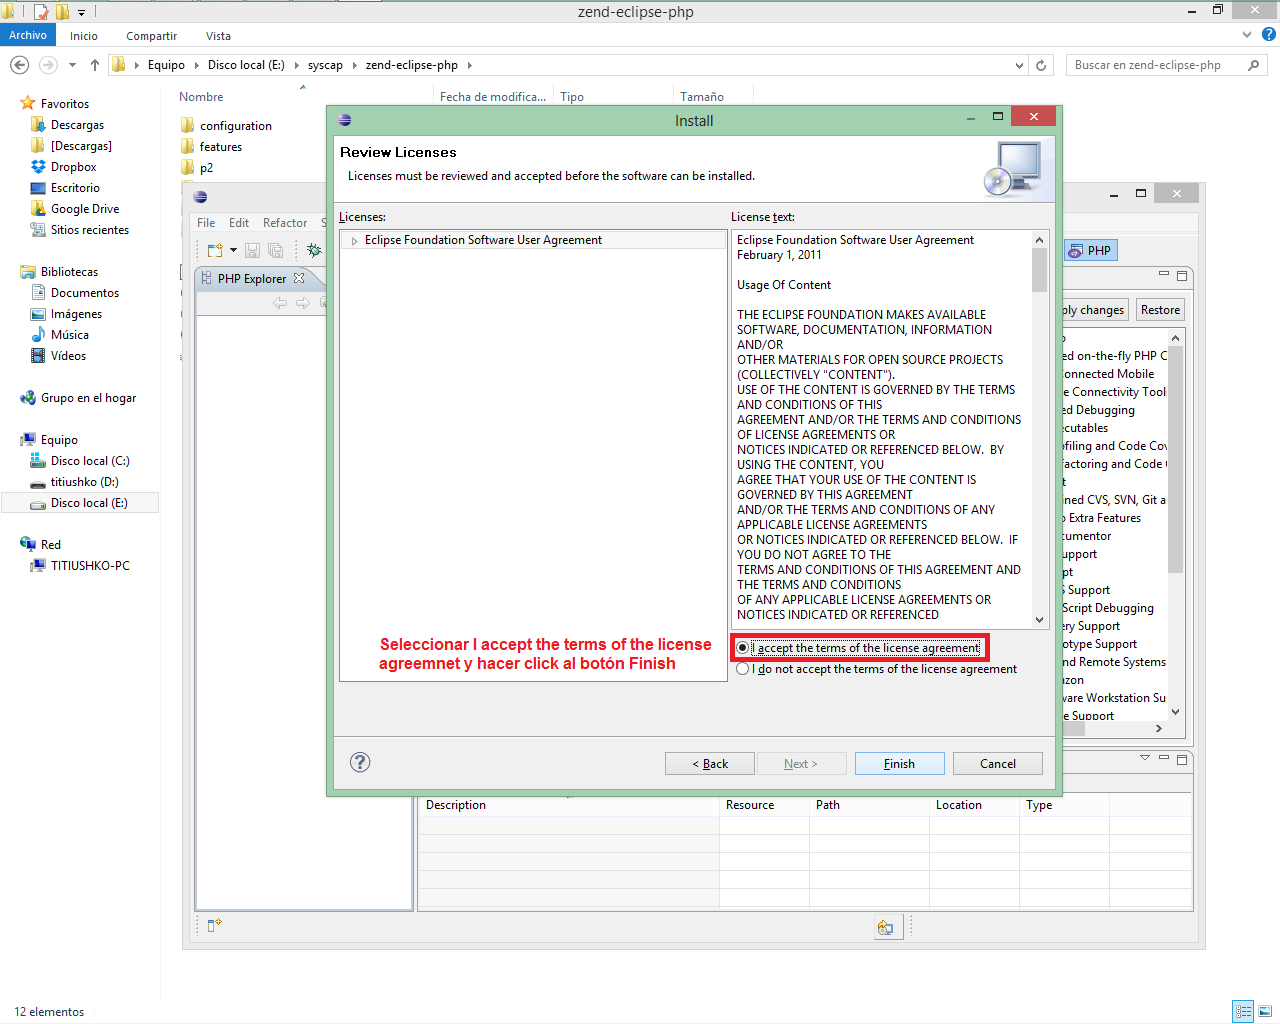 zend-eclipse-php
Archivo
Inicio
Compartir
Vista
Equipo
Disco local (E:)
syscap
zend-eclipse-php
Buscar en zend-eclipse-php
Favoritos
Descargas
[Descargas]
Dropbox
Escritorio
Google Drive
Sitios recientes
Bibliotecas
Documentos
Imágenes
Música
Vídeos
Grupo en el hogar
Equipo
Disco local (C:)
titiushko (D:)
Disco local (E:)
Red
TITIUSHKO-PC
Nombre
Fecha de modifica...
Tipo
Tamaño
configuration
features
p2
File
Edit
Refactor
S
PHP Explorer
Install
Review Licenses
Licenses must be reviewed and accepted before the software can be installed.
Licenses:
Eclipse Foundation Software User Agreement
License text:
Eclipse Foundation Software User Agreement
February 1, 2011
Usage Of Content
THE ECLIPSE FOUNDATION MAKES AVAILABLE
SOFTWARE, DOCUMENTATION, INFORMATION
AND/OR
OTHER MATERIALS FOR OPEN SOURCE PROJECTS
(COLLECTIVELY "CONTENT").
USE OF THE CONTENT IS GOVERNED BY THE TERMS
AND CONDITIONS OF THIS
AGREEMENT AND/OR THE TERMS AND CONDITIONS
OF LICENSE AGREEMENTS OR
NOTICES INDICATED OR REFERENCED BELOW.  BY
USING THE CONTENT, YOU
AGREE THAT YOUR USE OF THE CONTENT IS
GOVERNED BY THIS AGREEMENT
AND/OR THE TERMS AND CONDITIONS OF ANY
APPLICABLE LICENSE AGREEMENTS
OR NOTICES INDICATED OR REFERENCED BELOW.  IF
YOU DO NOT AGREE TO THE
TERMS AND CONDITIONS OF THIS AGREEMENT AND
THE TERMS AND CONDITIONS
OF ANY APPLICABLE LICENSE AGREEMENTS OR
NOTICES INDICATED OR REFERENCED
Seleccionar I accept the terms of the license
agreemnet y hacer click al botón Finish
I accept the terms of the license agreement
I do not accept the terms of the license agreement
< Back
Next >
Finish
Cancel
PHP
ply changes
Restore
ed on-the-fly PHP C
onnected Mobile
e Connectivity Tool
ed Debugging
ecutables
ofiling and Code Cov
factoring and Code
t
ined CVS, SVN, Git a
o Extra Features
cumentor
upport
pt
S Support
Script Debugging
ery Support
otype Support
nd Remote Systems
azon
ware Workstation Su
e Support
Description
Resource
Path
Location
Type
12 elementos